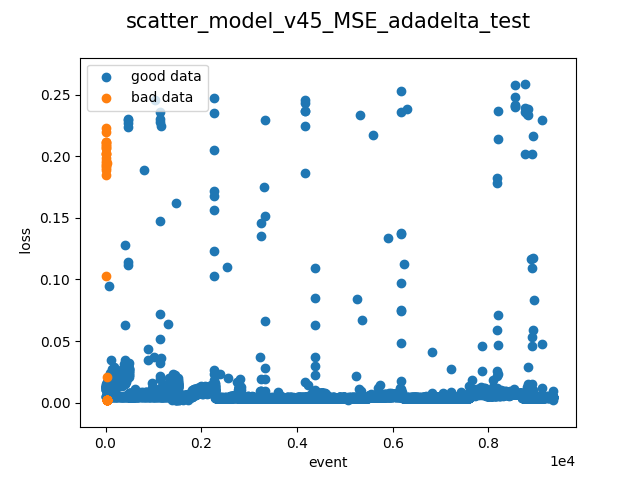 scatter_model_v45_MSE_adadelta_test
good data
bad data
0.25
0.20
0.15
0.10
0.05
0.00
loss
0.0
0.2
0.4
0.6
0.8
event
1e4